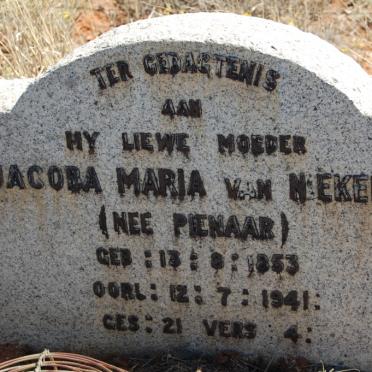 TER GEDAGTENIS
AAN
MY LIEWE MOEDER
JACOBA MARIA VAN NIEKER
(NEE PIENAAR)
GEB: 13: 8: 1853
OORL: 12: 7: 1941:
GES: 21 VERS 4: